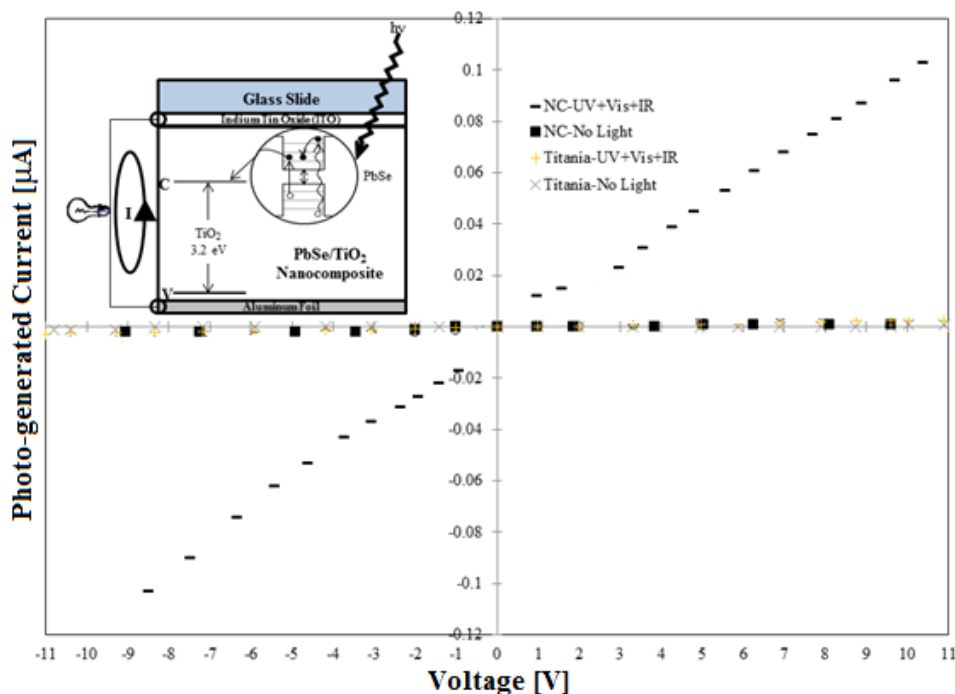 0.12
0.1
0.08
0.06
0.04
0.02
-0.02
-0.04
-0.06
-0.08
-0.1
-0.12
Photo-generated Current [µA]
hν
Glass Slide
Indium Tin Oxide (ITO)
PbSe
C
I
TiO2
3.2 eV
PbSe/TiO2
Nanocomposite
V
Aluminum Foil
NC-UV+Vis+IR
NC-No Light
Titania-UV+Vis+IR
Titania-No Light
-11 -10 -9 -8 -7 -6 -5 -4 -3 -2 -1 0 1 2 3 4 5 6 7 8 9 10 11
Voltage [V]